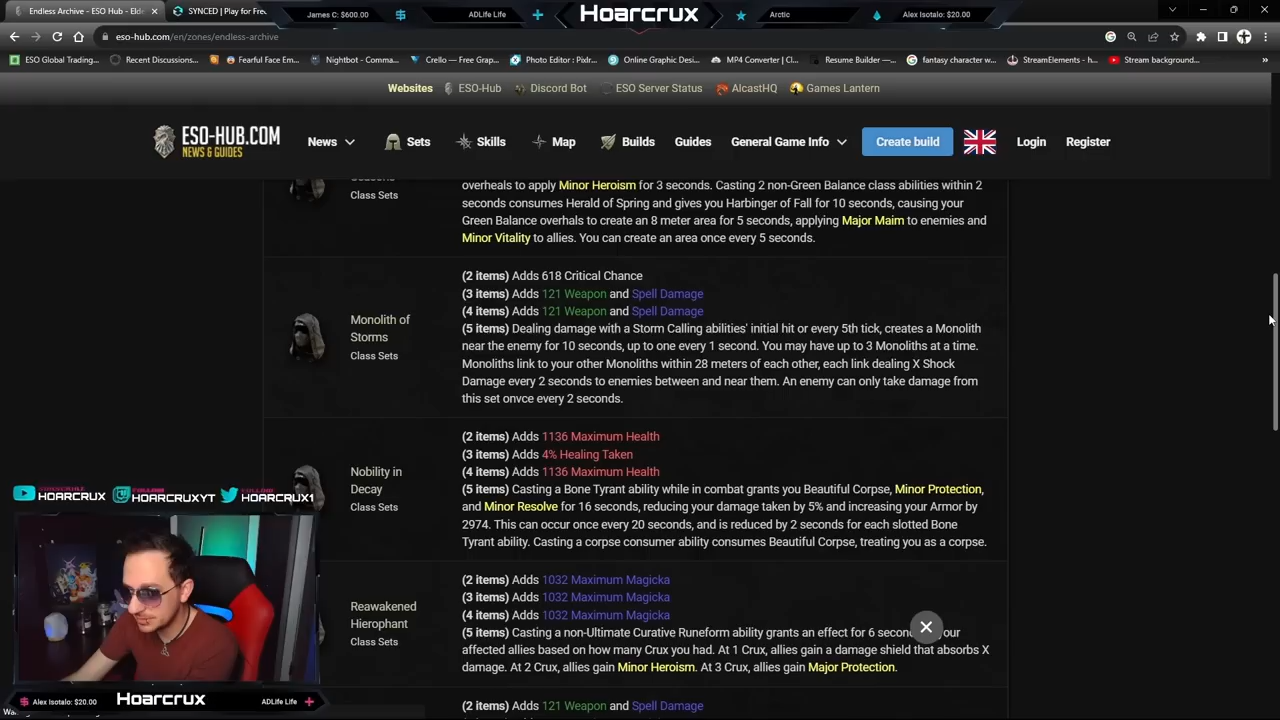 Endless Archive - ESO Hub - Elde
SYNCED | Play for Fre
James C: $600.00
ADLife Life
Hoarcrux
Arctic
Alex Isotalo: $20.00
eso-hub.com/en/zones/endless-archive
ESO Global Trading...
Recent Discussions...
Fearful Face Em...
Nightbot - Comma...
Crello — Free Grap...
Photo Editor : Pixlr...
Online Graphic Desi...
MP4 Converter | Cl...
Resume Builder —...
fantasy character w...
StreamElements - h...
Stream background...
»
Websites
ESO-Hub
Discord Bot
ESO Server Status
AlcastHQ
Games Lantern
ESO-HUB.COM
NEWS & GUIDES
News
Sets
Skills
Map
Builds
Guides
General Game Info
Create build
Login
Register
Class Sets
overheals to apply Minor Heroism for 3 seconds. Casting 2 non-Green Balance class abilities within 2
seconds consumes Herald of Spring and gives you Harbinger of Fall for 10 seconds, causing your
Green Balance overhals to create an 8 meter area for 5 seconds, applying Major Maim to enemies and
Minor Vitality to allies. You can create an area once every 5 seconds.
Monolith of
Storms
Class Sets
(2 items) Adds 618 Critical Chance
(3 items) Adds 121 Weapon and Spell Damage
(4 items) Adds 121 Weapon and Spell Damage
(5 items) Dealing damage with a Storm Calling abilities' initial hit or every 5th tick, creates a Monolith
near the enemy for 10 seconds, up to one every 1 second. You may have up to 3 Monoliths at a time.
Monoliths link to your other Monoliths within 28 meters of each other, each link dealing X Shock
Damage every 2 seconds to enemies between and near them. An enemy can only take damage from
this set onvce every 2 seconds.
Nobility in
Decay
Class Sets
(2 items) Adds 1136 Maximum Health
(3 items) Adds 4% Healing Taken
(4 items) Adds 1136 Maximum Health
(5 items) Casting a Bone Tyrant ability while in combat grants you Beautiful Corpse, Minor Protection,
and Minor Resolve for 16 seconds, reducing your damage taken by 5% and increasing your Armor by
2974. This can occur once every 20 seconds, and is reduced by 2 seconds for each slotted Bone
Tyrant ability. Casting a corpse consumer ability consumes Beautiful Corpse, treating you as a corpse.
Reawakened
Hierophant
Class Sets
(2 items) Adds 1032 Maximum Magicka
(3 items) Adds 1032 Maximum Magicka
(4 items) Adds 1032 Maximum Magicka
(5 items) Casting a non-Ultimate Curative Runeform ability grants an effect for 6 secon our
affected allies based on how many Crux you had. At 1 Crux, allies gain a damage shield that absorbs X
damage. At 2 Crux, allies gain Minor Heroism. At 3 Crux, allies gain Major Protection.
(2 items) Adds 121 Weapon and Spell Damage
HOARCRUX
HOARCRUXYT
HOARCRUX1
Alex Isotalo: $20.00
Hoarcrux
ADLife Life